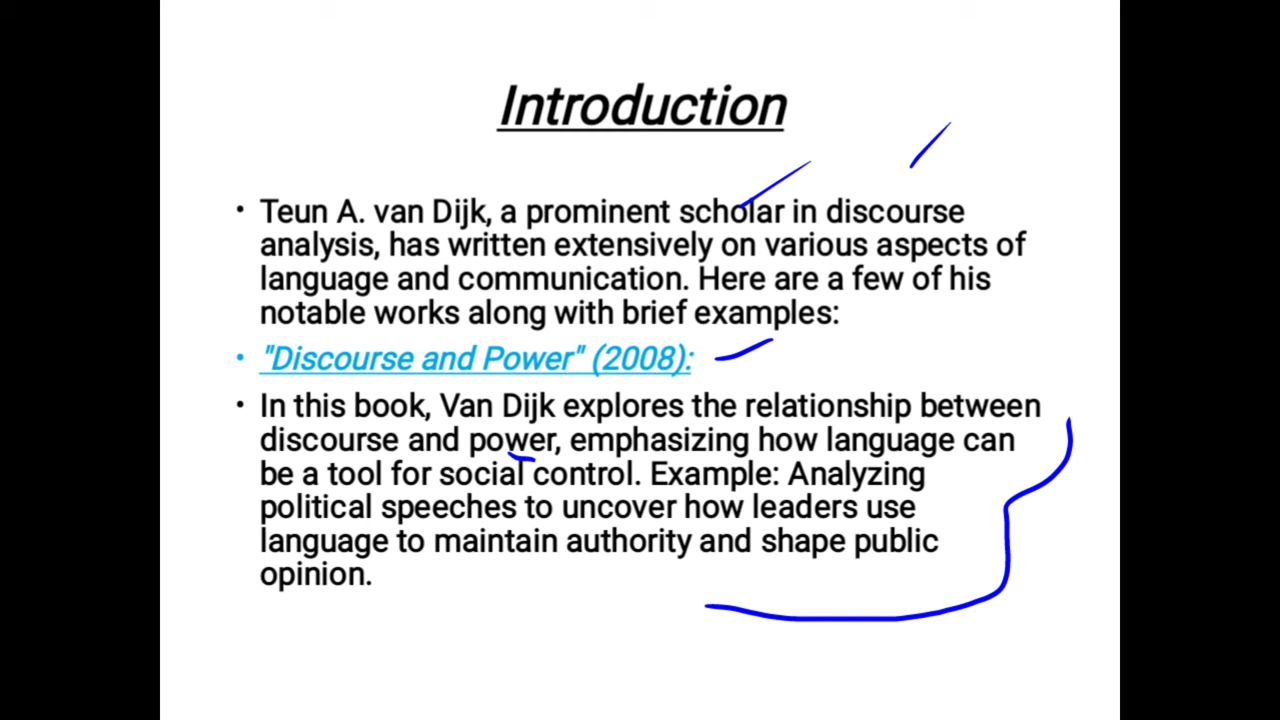 Introduction
• Teun A. van Dijk, a prominent scholar in discourse
analysis, has written extensively on various aspects of
language and communication. Here are a few of his
notable works along with brief examples:
• "Discourse and Power" (2008):
• In this book, Van Dijk explores the relationship between
discourse and power, emphasizing how language can
be a tool for social control. Example: Analyzing
political speeches to uncover how leaders use
language to maintain authority and shape public
opinion.